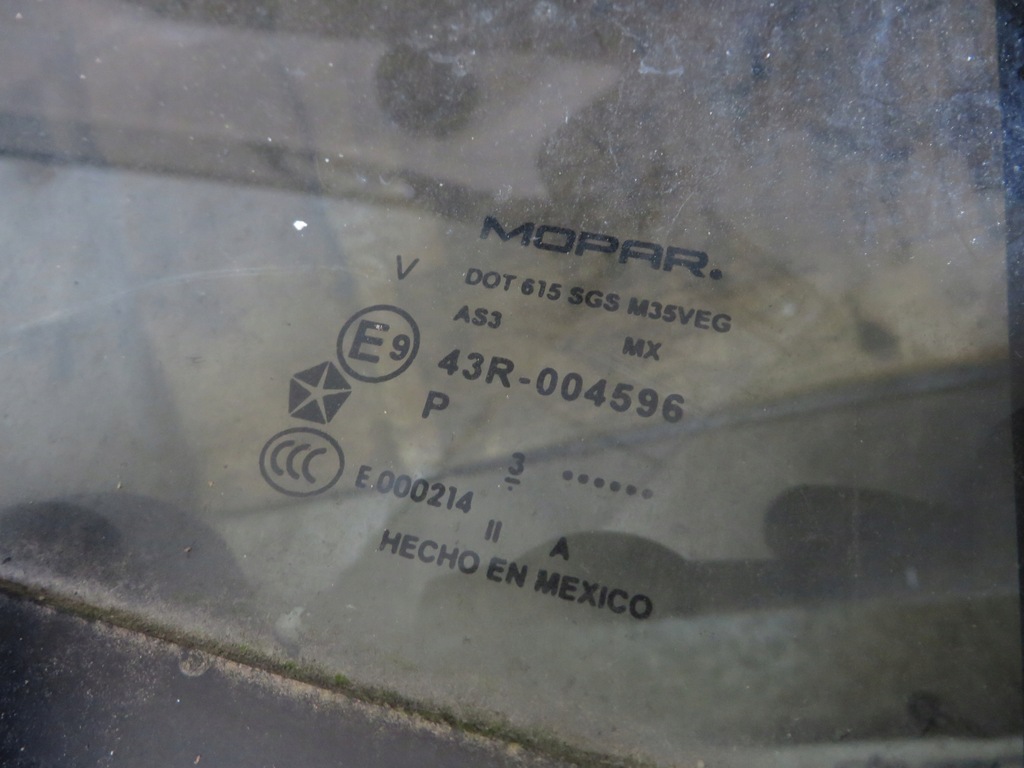 MOPAR.
V DOT 615 SGS M35VEG
AS3 MX
E9 43R-004596
P
CCC E 000214 3 ......
II A
HECHO EN MEXICO